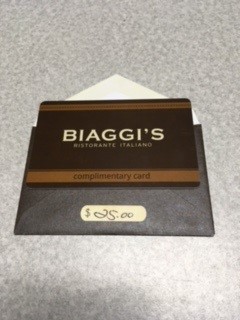 BIAGGI'S
RISTORANTE ITALIANO
complimentary card
$25.00